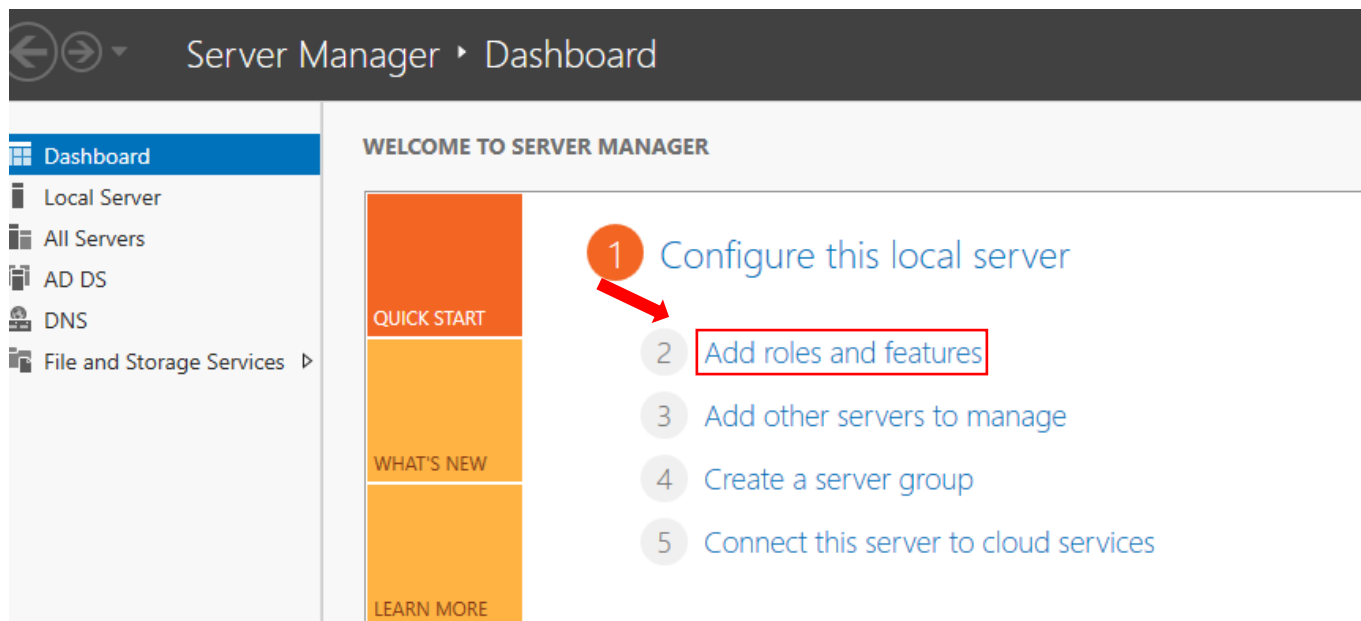 Server Manager ‣ Dashboard
Dashboard
Local Server
All Servers
AD DS
DNS
File and Storage Services
WELCOME TO SERVER MANAGER
QUICK START
WHAT'S NEW
LEARN MORE
1 Configure this local server
2 Add roles and features
3 Add other servers to manage
4 Create a server group
5 Connect this server to cloud services